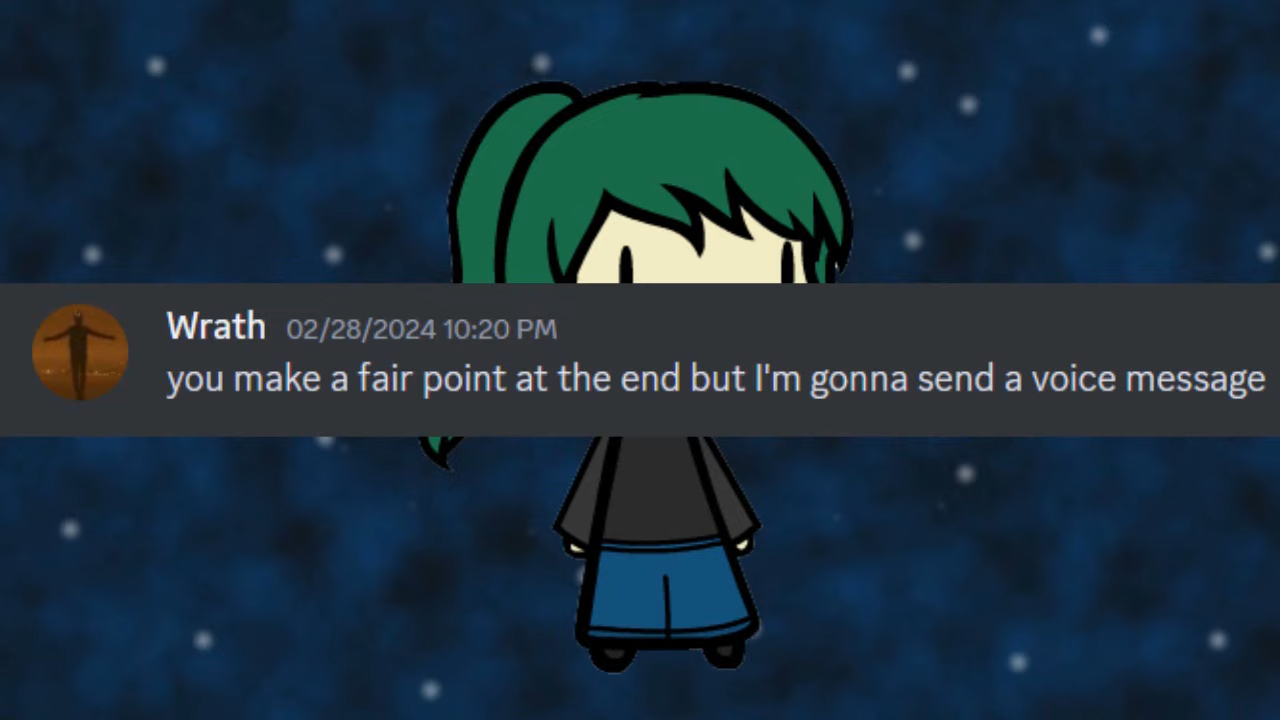 Wrath 02/28/2024 10:20 PM
you make a fair point at the end but I'm gonna send a voice message